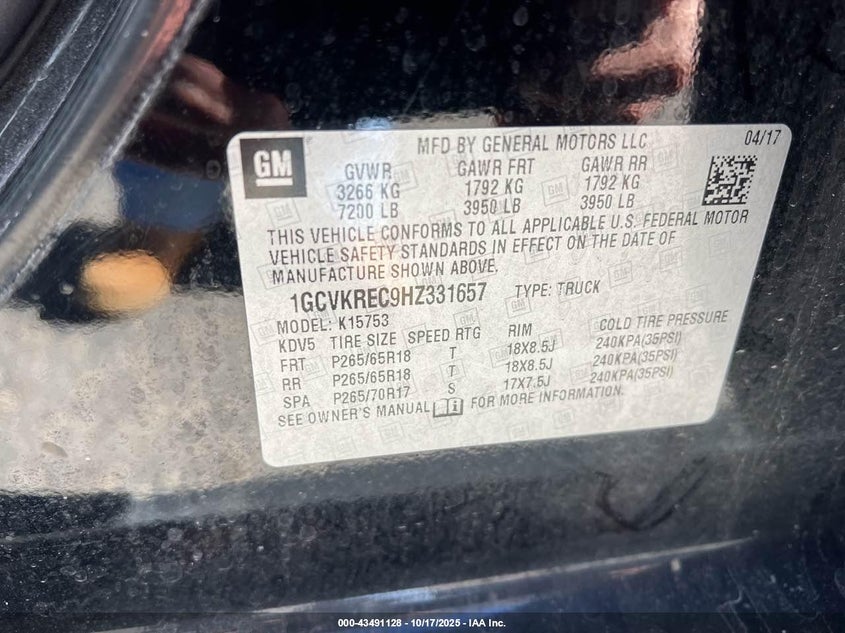 GM
MFD BY GENERAL MOTORS LLC 04/17
GVWR GAWR FRT GAWR RR
3266 KG 1792 KG 1792 KG
7200 LB 3950 LB 3950 LB
THIS VEHICLE CONFORMS TO ALL APPLICABLE U.S. FEDERAL MOTOR
VEHICLE SAFETY STANDARDS IN EFFECT ON THE DATE OF
MANUFACTURE SHOWN ABOVE.
1GCVKREC9HZ331657 TYPE: TRUCK
MODEL: K15753
KDV5 TIRE SIZE SPEED RTG RIM COLD TIRE PRESSURE
FRT P265/65R18 T 18X8.5J 240KPA(35PSI)
RR P265/65R18 T 18X8.5J 240KPA(35PSI)
SPA P265/70R17 S 17X7.5J 240KPA(35PSI)
SEE OWNER'S MANUAL FOR MORE INFORMATION.
000-43491128 - 10/17/2025 - IAA Inc.